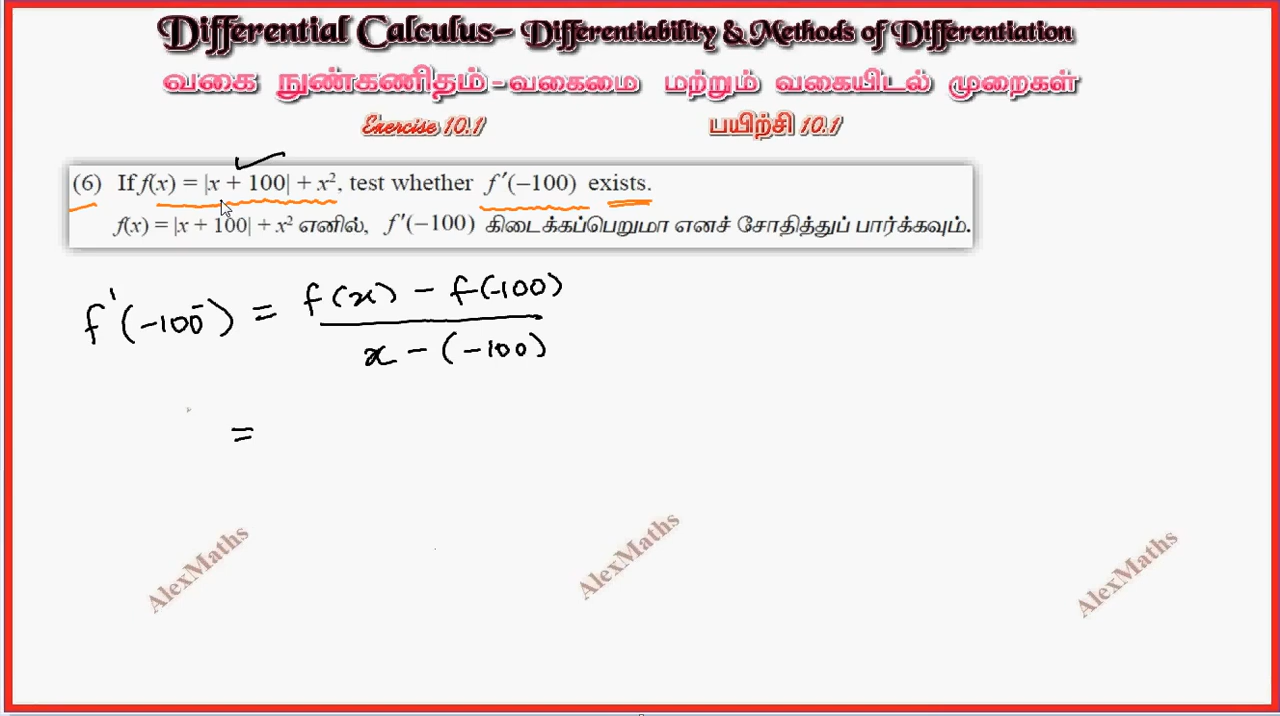 Differential Calculus- Differentiability & Methods of Differentiation
வகை நுண்கணிதம் - வகைமை மற்றும் வகையிடல் முறைகள்
Exercise 10.1 பயிற்சி 10.1
(6) If f(x) = |x + 100| + x², test whether f′(−100) exists.
f(x) = |x + 100| + x² எனில், f′(−100) கிடைக்கப்பெறுமா எனச் சோதித்துப் பார்க்கவும்.
f'(-100⁻) = f(x) - f(-100)
x - (-100)
=
AlexMaths AlexMaths AlexMaths